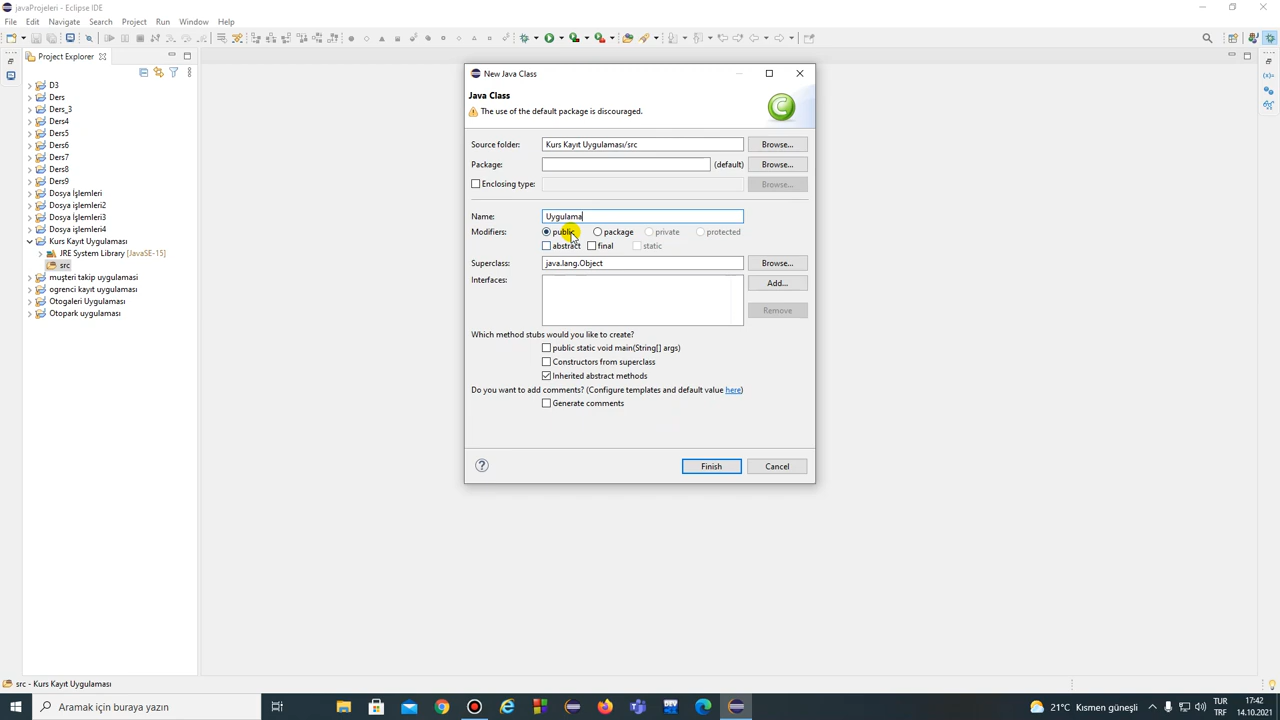 javaProjeleri - Eclipse IDE
File Edit Navigate Search Project Run Window Help
Project Explorer
D3
Ders
Ders_3
Ders4
Ders5
Ders6
Ders7
Ders8
Ders9
Dosya İşlemleri
Dosya işlemleri2
Dosya İşlemleri3
Dosya işlemleri4
Kurs Kayıt Uygulaması
JRE System Library [JavaSE-15]
src
muşteri takip uygulamasi
ogrenci kayıt uygulaması
Otogaleri Uygulaması
Otopark uygulaması
New Java Class
Java Class
The use of the default package is discouraged.
C
Source folder: Kurs Kayıt Uygulaması/src Browse...
Package: (default) Browse...
Enclosing type: Browse...
Name: Uygulama
Modifiers: public package private protected
abstract final static
Superclass: java.lang.Object Browse...
Interfaces: Add...
Remove
Which method stubs would you like to create?
public static void main(String[] args)
Constructors from superclass
Inherited abstract methods
Do you want to add comments? (Configure templates and default value here)
Generate comments
? Finish Cancel
src - Kurs Kayıt Uygulaması
Aramak için buraya yazın
DEV
21°C Kısmen güneşli
TUR
TRF
17:42
14.10.2021